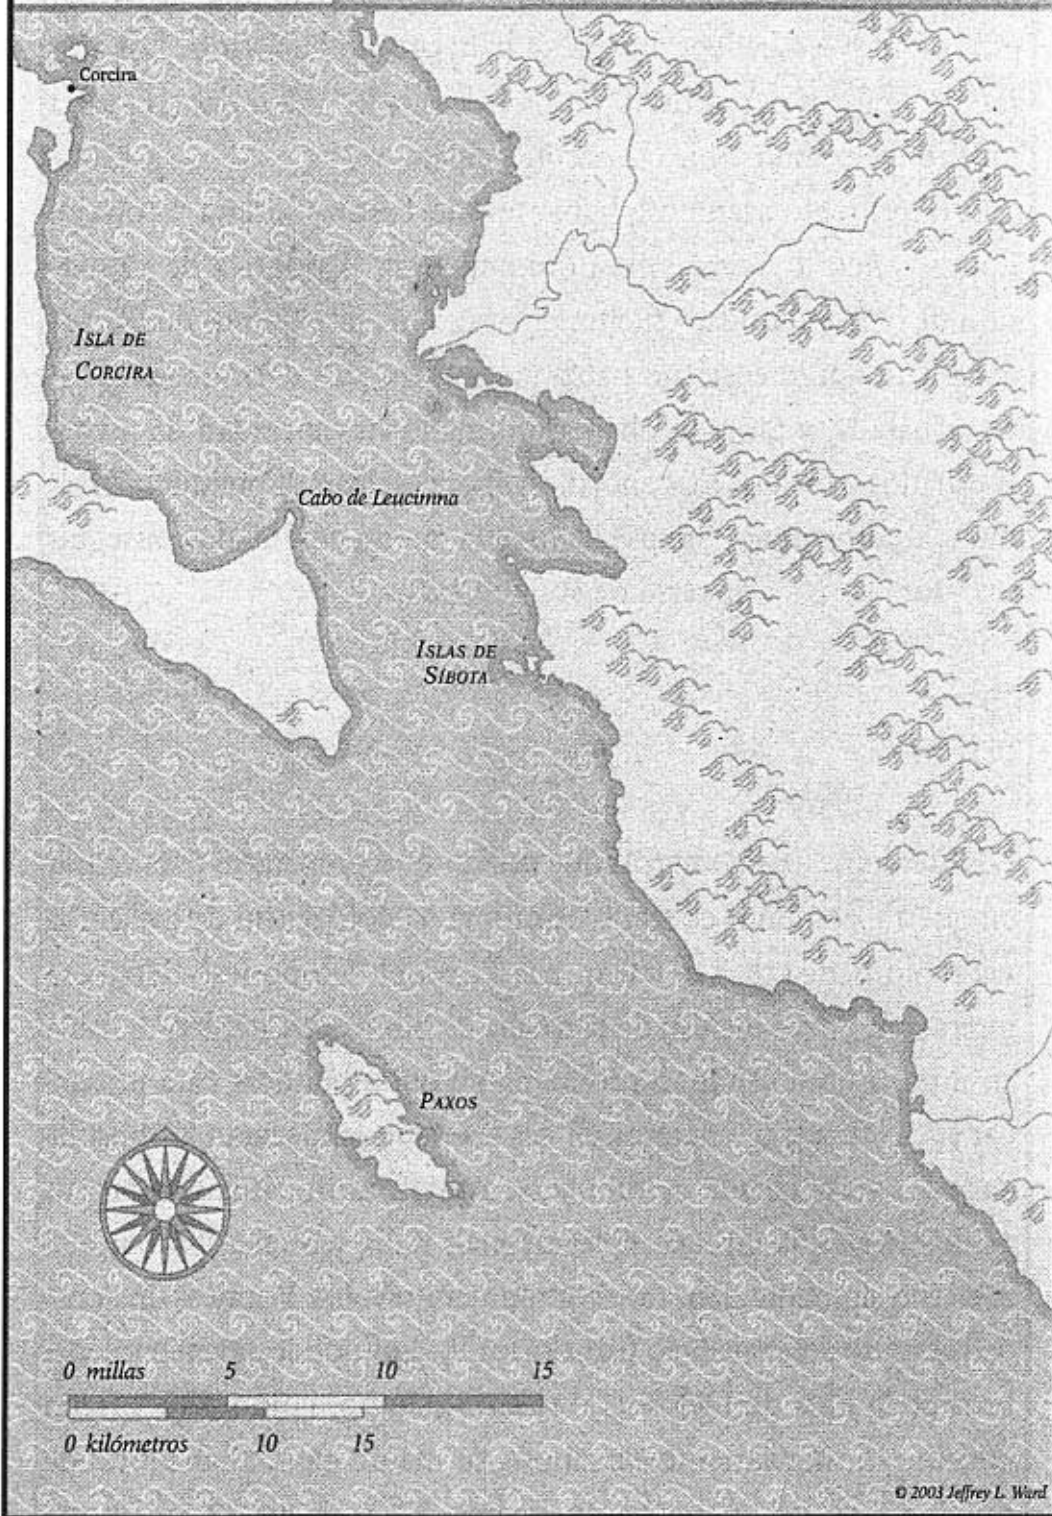 Corcira
ISLA DE
CORCIRA
Cabo de Leucimna
ISLAS DE
SÍBOTA
PAXOS
0 millas 5 10 15
0 kilómetros 10 15
© 2003 Jeffrey L. Ward